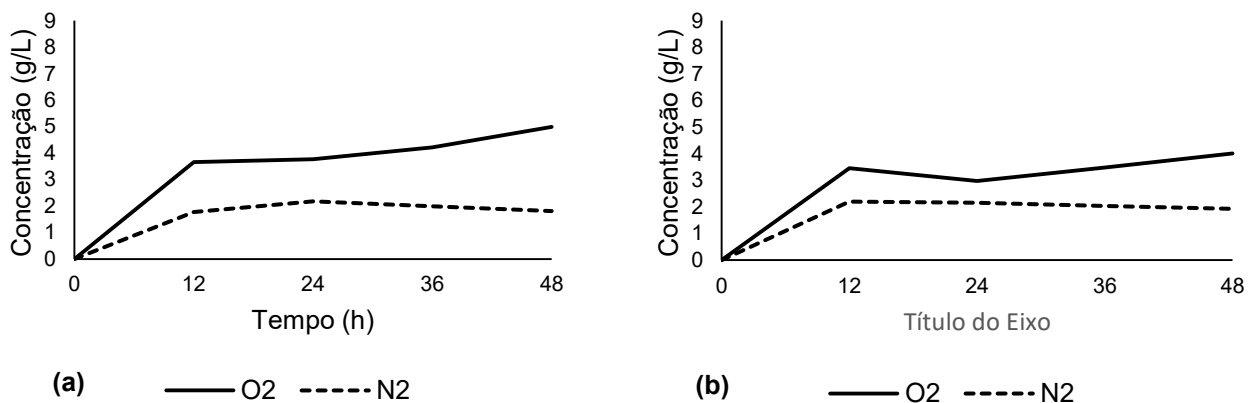 Concentração (g/L)
9
8
7
6
5
4
3
2
1
0
0 12 24 36 48
Tempo (h)
(a) O2 N2
Concentração (g/L)
9
8
7
6
5
4
3
2
1
0
0 12 24 36 48
Título do Eixo
(b) O2 N2